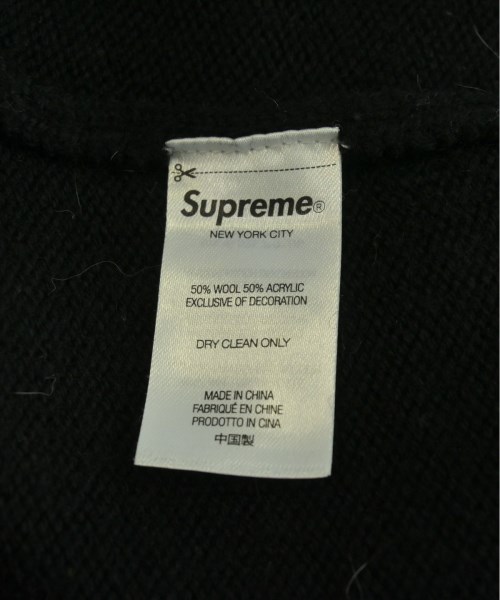 Supreme®
NEW YORK CITY
50% WOOL 50% ACRYLIC
EXCLUSIVE OF DECORATION
DRY CLEAN ONLY
MADE IN CHINA
FABRIQUÉ EN CHINE
PRODOTTO IN CINA
中国製